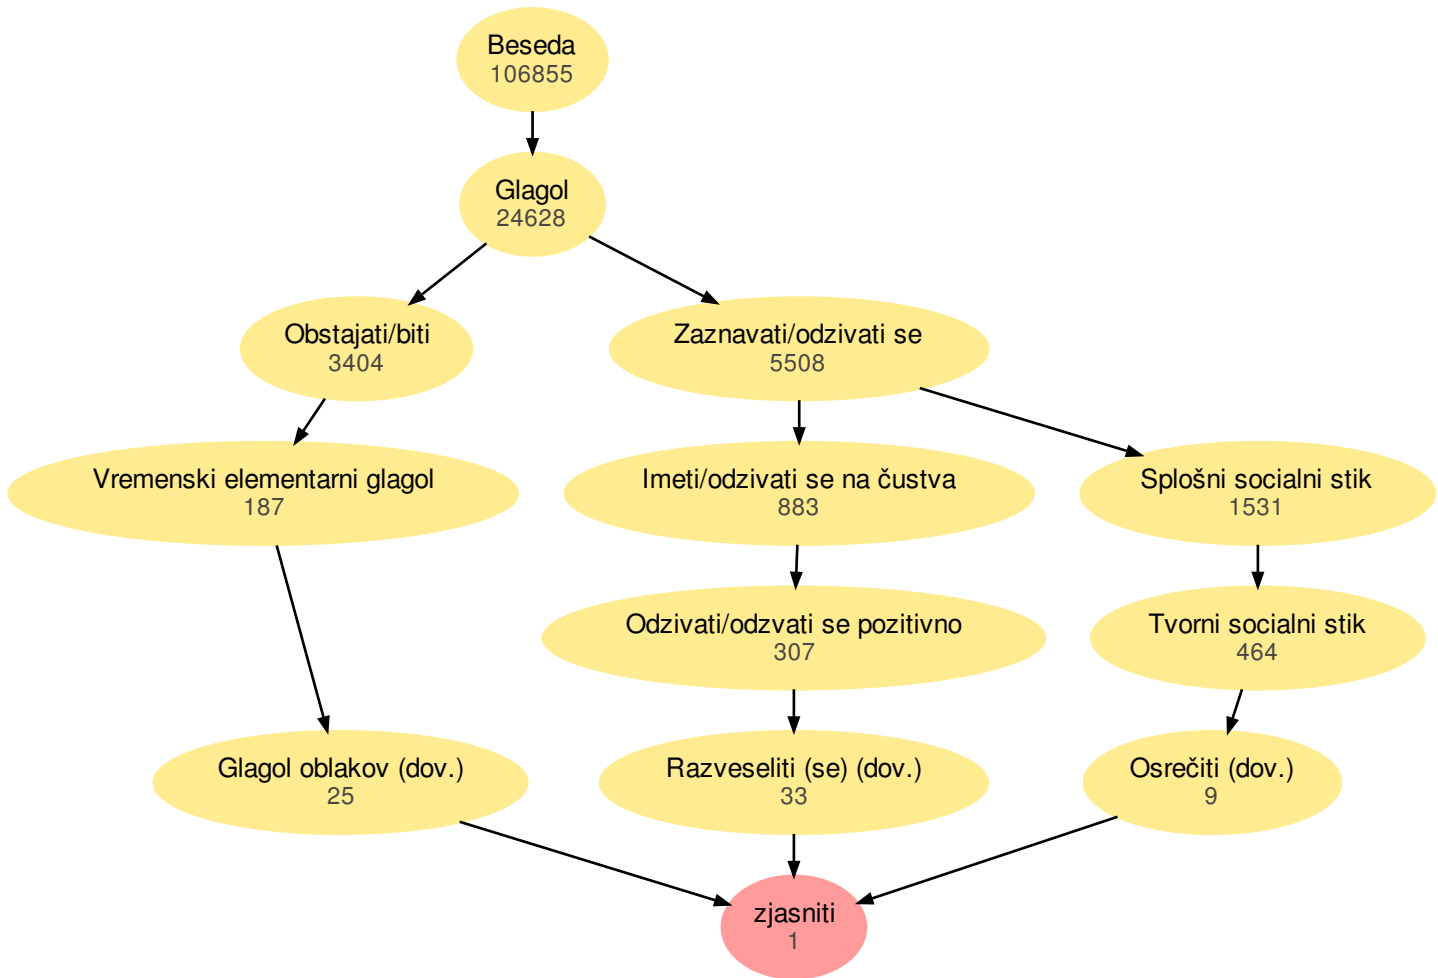 Beseda
106855
Glagol
24628
Obstajati/biti
3404
Zaznavati/odzivati se
5508
Vremenski elementarni glagol
187
Imeti/odzivati se na čustva
883
Splošni socialni stik
1531
Odzivati/odzvati se pozitivno
307
Tvorni socialni stik
464
Glagol oblakov (dov.)
25
Razveseliti (se) (dov.)
33
Osrečiti (dov.)
9
zjasniti
1